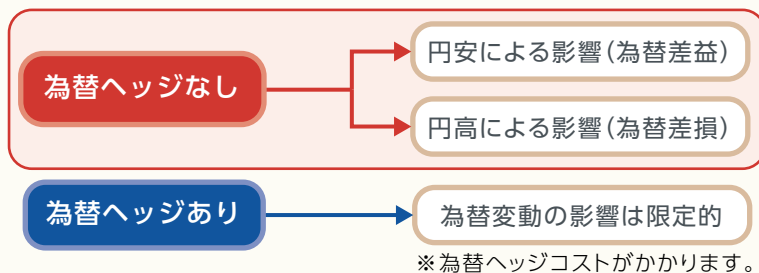 為替ヘッジなし
円安による影響(為替差益)
円高による影響(為替差損)
為替ヘッジあり
為替変動の影響は限定的
※為替ヘッジコストがかかります。